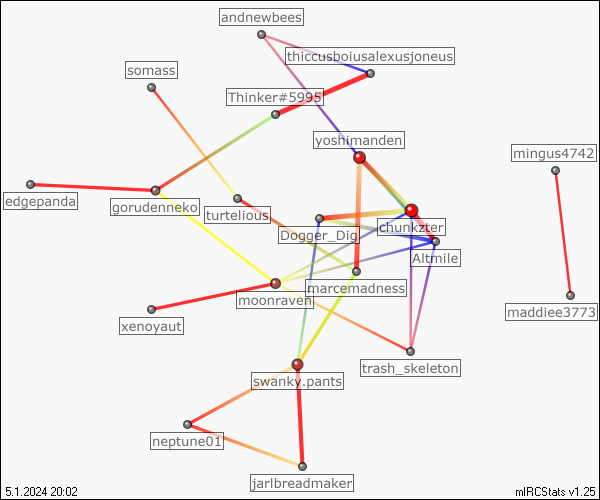 andnewbees
thiccusboiusalexusjoneus
somass
Thinker#5995
yoshimanden
mingus4742
edgepanda
gorudenneko
turtelious
chunkzter
Dogger_Dig
Altmile
marcemadness
moonraven
maddiee3773
xenoyaut
trash_skeleton
swanky.pants
neptune01
jarlbreadmaker
5.1.2024 20:02
mIRCStats v1.25